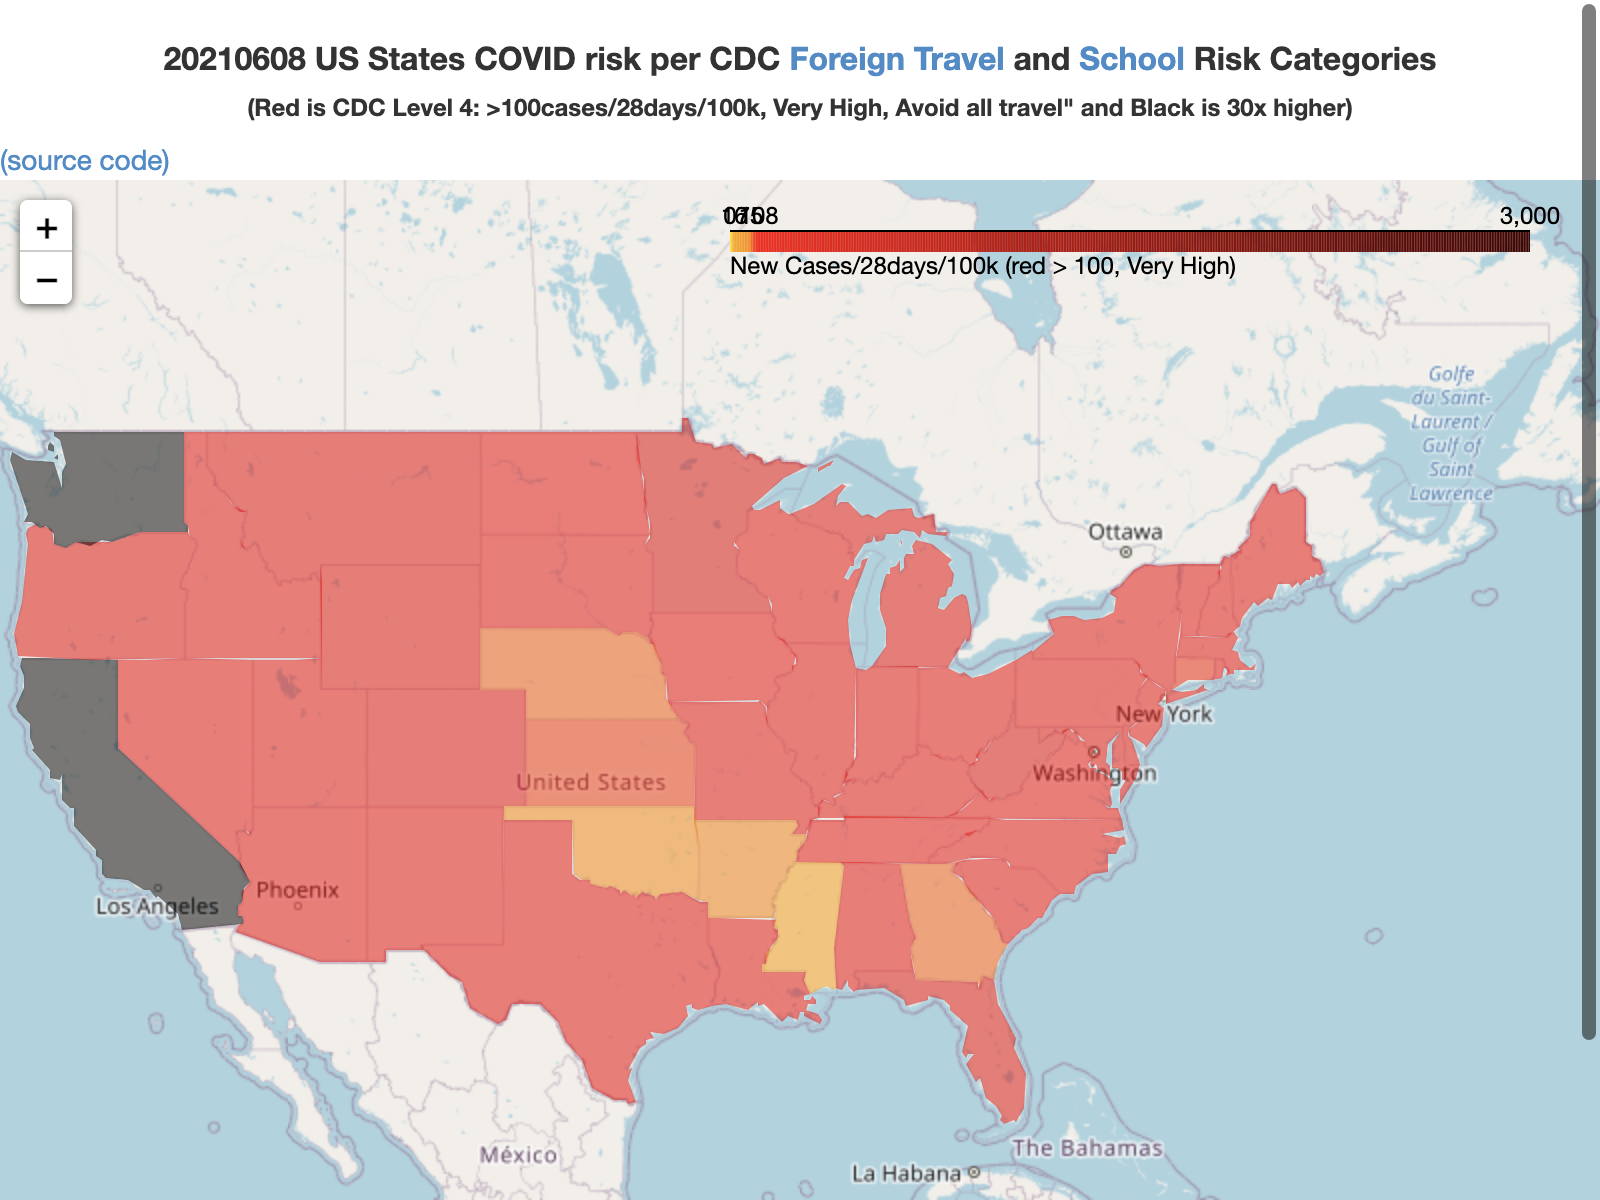 20210608 US States COVID risk per CDC Foreign Travel and School Risk Categories
(Red is CDC Level 4: >100cases/28days/100k, Very High, Avoid all travel" and Black is 30x higher)
(source code)
+
−
3,000
New Cases/28days/100k (red > 100, Very High)
Golfe
du Saint-
Laurent /
Gulf of
Saint
Lawrence
Ottawa
New York
Washington
United States
Phoenix
Los Angeles
México
The Bahamas
La Habana